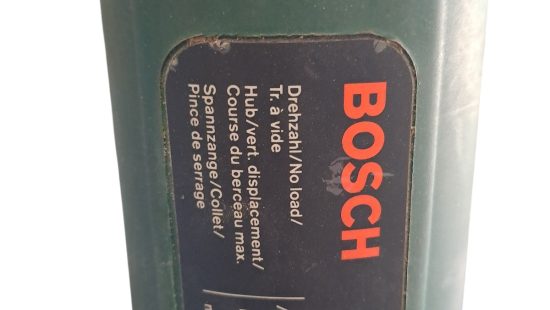 BOSCH
Drehzahl/No load/
Tr. à vide
Hub/vert. displacement/
Course du berceau max.
Spannzange/Collet/
Pince de serrage